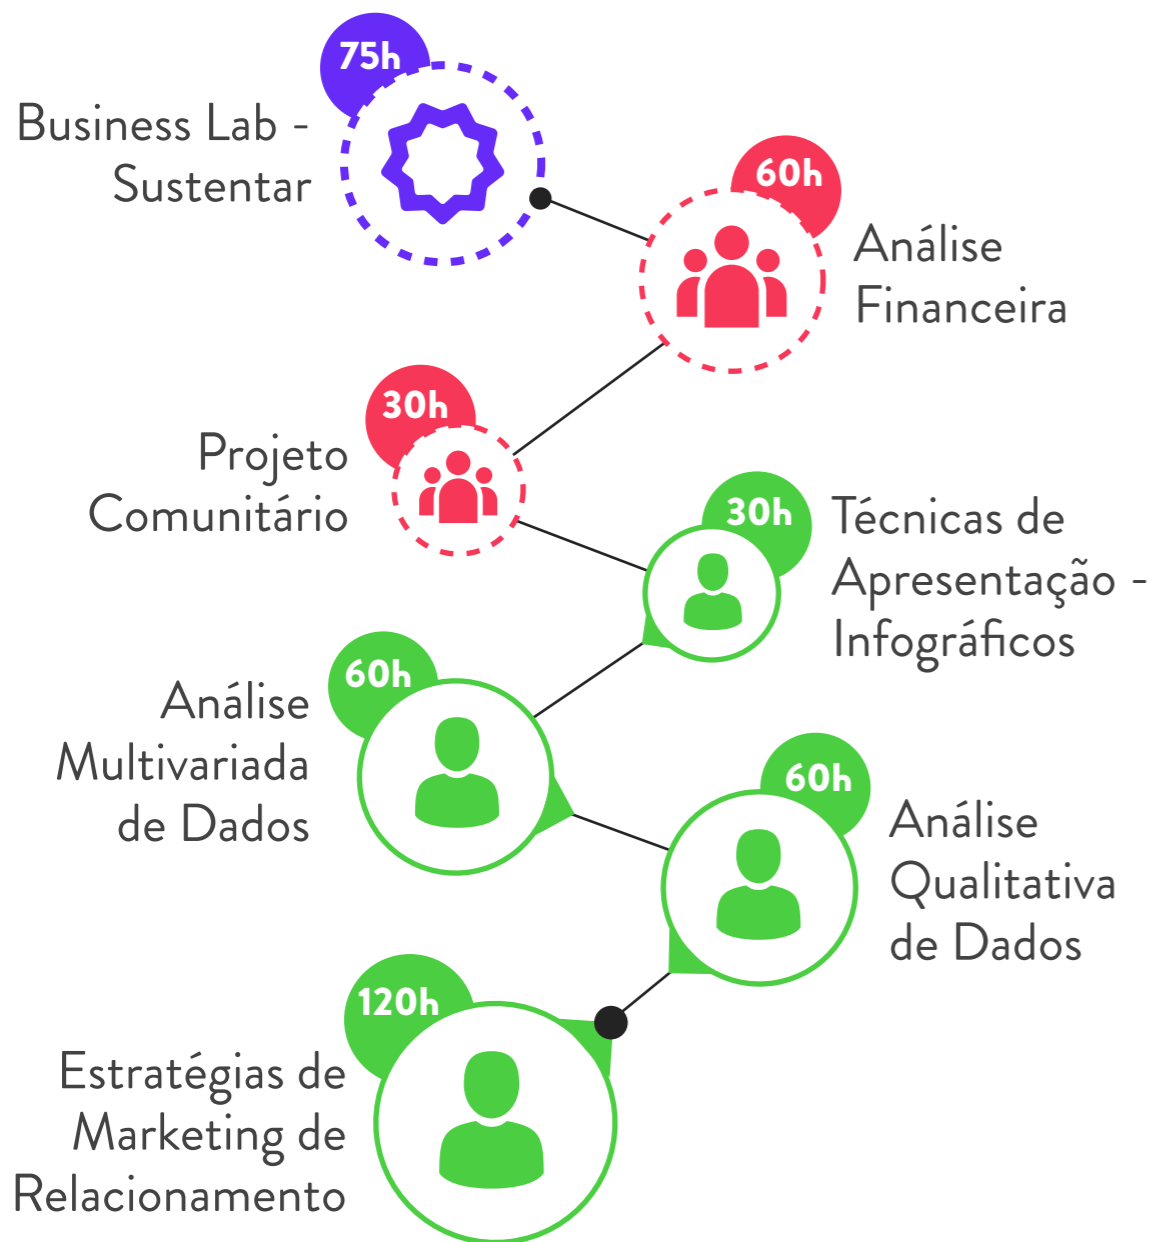 75h
Business Lab -
Sustentar
60h
Análise
Financeira
30h
Projeto
Comunitário
30h
Técnicas de
Apresentação -
Infográficos
60h
Análise
Multivariada
de Dados
60h
Análise
Qualitativa
de Dados
120h
Estratégias de
Marketing de
Relacionamento